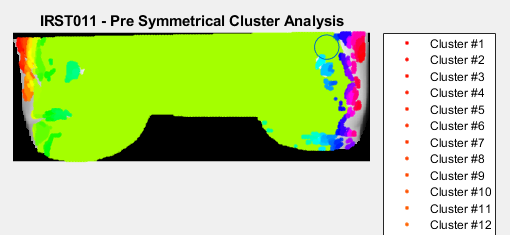 IRST011 - Pre Symmetrical Cluster Analysis
Cluster #1
Cluster #2
Cluster #3
Cluster #4
Cluster #5
Cluster #6
Cluster #7
Cluster #8
Cluster #9
Cluster #10
Cluster #11
Cluster #12